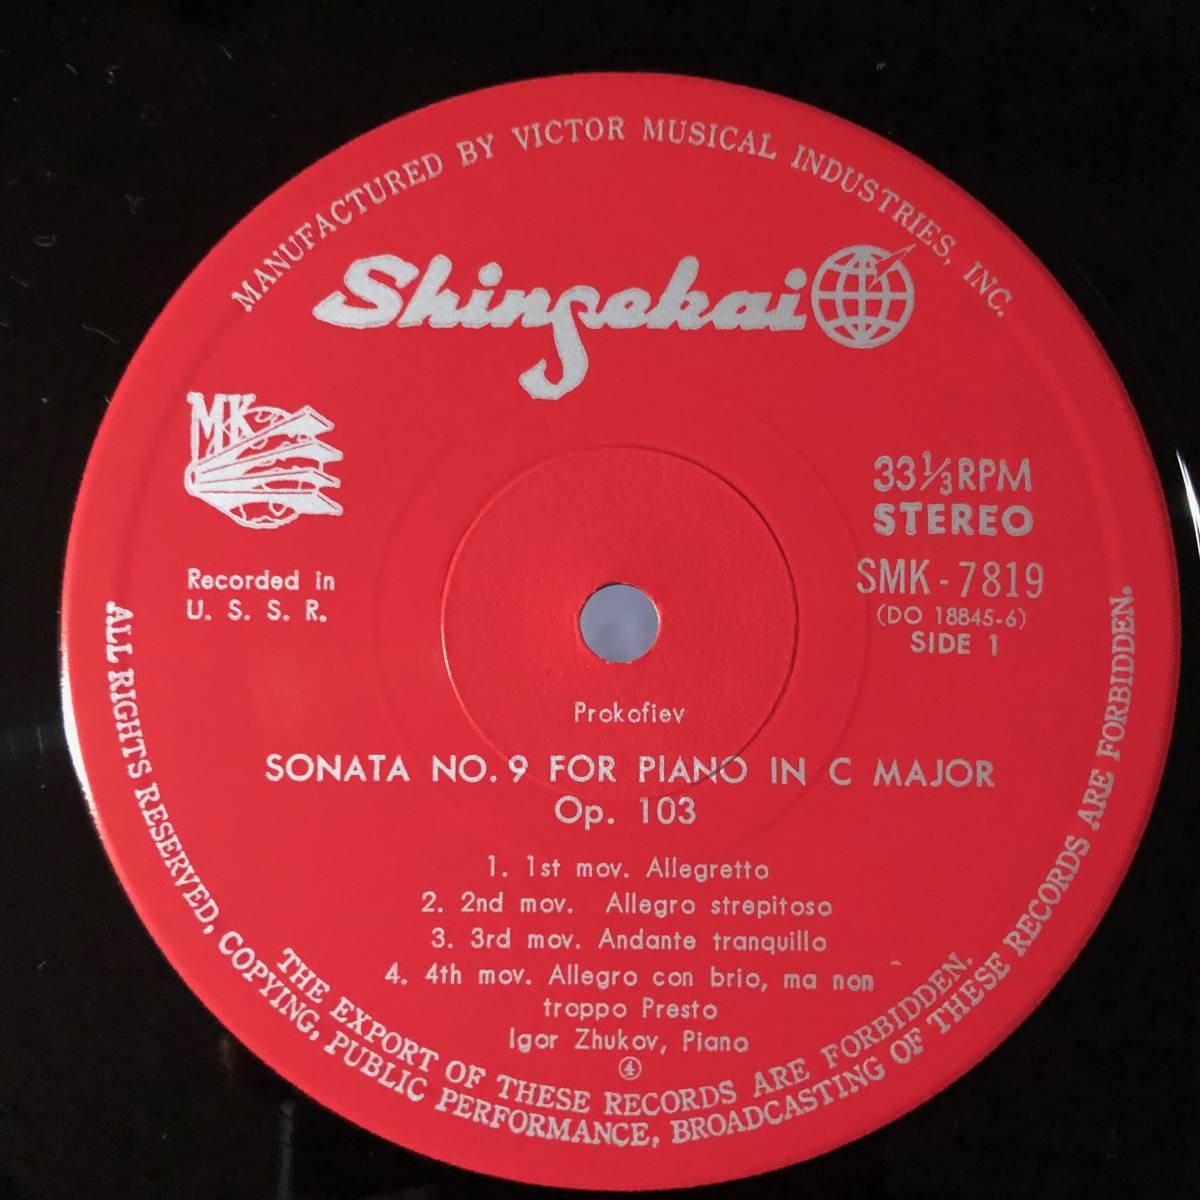 MANUFACTURED BY VICTOR MUSICAL INDUSTRIES, INC.
Shinsekai
MK
33⅓RPM
STEREO
SMK-7819
(DO 18845-6)
SIDE 1
Recorded in
U. S. S. R.
Prokofiev
SONATA NO. 9 FOR PIANO IN C MAJOR
Op. 103
1. 1st mov. Allegretto
2. 2nd mov. Allegro strepitoso
3. 3rd mov. Andante tranquillo
4. 4th mov. Allegro con brio, ma non
troppo Presto
Igor Zhukov, Piano
④
THE EXPORT OF THESE RECORDS ARE FORBIDDEN.
ALL RIGHTS RESERVED, COPYING, PUBLIC PERFORMANCE, BROADCASTING OF THESE RECORDS ARE FORBIDDEN.